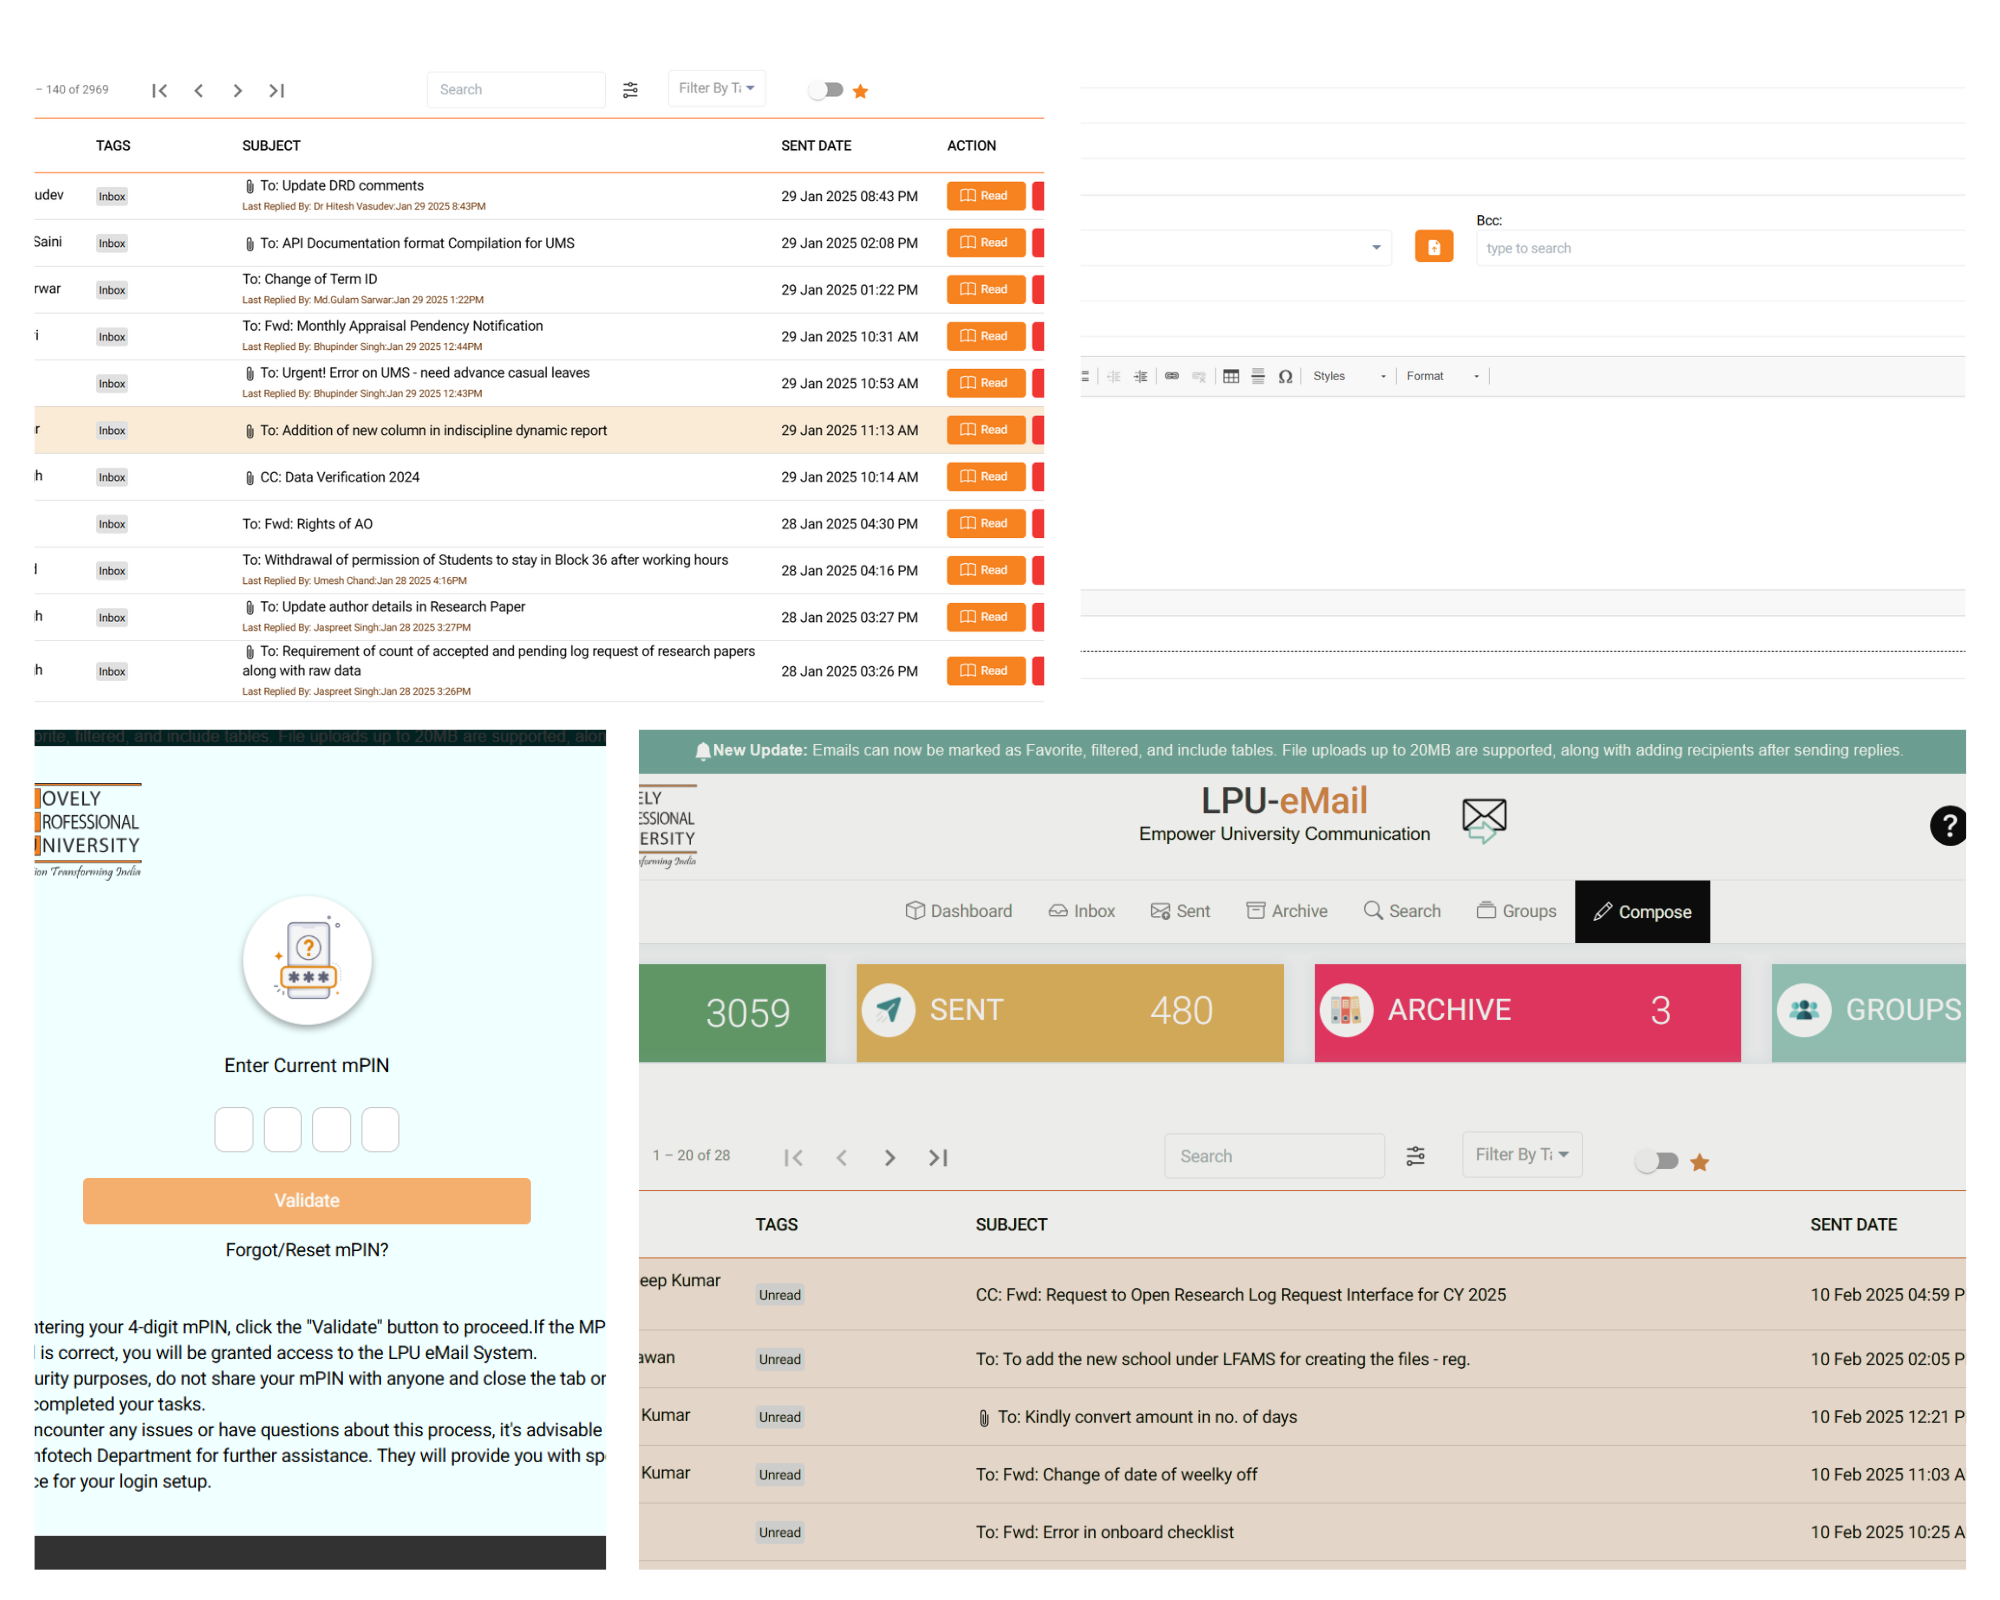 – 140 of 2969
Search
Filter By Ta
TAGS SUBJECT SENT DATE ACTION
udev Inbox To: Update DRD comments 29 Jan 2025 08:43 PM Read
Last Replied By: Dr Hitesh Vasudev:Jan 29 2025 8:43PM
Saini Inbox To: API Documentation format Compilation for UMS 29 Jan 2025 02:08 PM Read
rwar Inbox To: Change of Term ID 29 Jan 2025 01:22 PM Read
Last Replied By: Md.Gulam Sarwar:Jan 29 2025 1:22PM
i Inbox To: Fwd: Monthly Appraisal Pendency Notification 29 Jan 2025 10:31 AM Read
Last Replied By: Bhupinder Singh:Jan 29 2025 12:44PM
Inbox To: Urgent! Error on UMS - need advance casual leaves 29 Jan 2025 10:53 AM Read
Last Replied By: Bhupinder Singh:Jan 29 2025 12:43PM
r Inbox To: Addition of new column in indiscipline dynamic report 29 Jan 2025 11:13 AM Read
h Inbox CC: Data Verification 2024 29 Jan 2025 10:14 AM Read
Inbox To: Fwd: Rights of AO 28 Jan 2025 04:30 PM Read
Inbox To: Withdrawal of permission of Students to stay in Block 36 after working hours 28 Jan 2025 04:16 PM Read
Last Replied By: Umesh Chand:Jan 28 2025 4:16PM
h Inbox To: Update author details in Research Paper 28 Jan 2025 03:27 PM Read
Last Replied By: Jaspreet Singh:Jan 28 2025 3:27PM
h Inbox To: Requirement of count of accepted and pending log request of research papers 28 Jan 2025 03:26 PM Read
along with raw data
Last Replied By: Jaspreet Singh:Jan 28 2025 3:26PM
Bcc:
type to search
Ω Styles Format
orite, filtered, and include tables. File uploads up to 20MB are supported, alon
OVELY
ROFESSIONAL
NIVERSITY
ion Transforming India
?
***
Enter Current mPIN
Validate
Forgot/Reset mPIN?
ntering your 4-digit mPIN, click the "Validate" button to proceed.If the MP
is correct, you will be granted access to the LPU eMail System.
urity purposes, do not share your mPIN with anyone and close the tab or
completed your tasks.
ncounter any issues or have questions about this process, it's advisable
nfotech Department for further assistance. They will provide you with sp
ce for your login setup.
New Update: Emails can now be marked as Favorite, filtered, and include tables. File uploads up to 20MB are supported, along with adding recipients after sending replies.
ELY
ESSIONAL
ERSITY
sforming India
LPU-eMail
Empower University Communication
?
Dashboard Inbox Sent Archive Search Groups Compose
3059 SENT 480 ARCHIVE 3 GROUPS
1 – 20 of 28
Search
Filter By Ta
TAGS SUBJECT SENT DATE
eep Kumar Unread CC: Fwd: Request to Open Research Log Request Interface for CY 2025 10 Feb 2025 04:59 P
awan Unread To: To add the new school under LFAMS for creating the files - reg. 10 Feb 2025 02:05 P
Kumar Unread To: Kindly convert amount in no. of days 10 Feb 2025 12:21 P
Kumar Unread To: Fwd: Change of date of weelky off 10 Feb 2025 11:03 A
Unread To: Fwd: Error in onboard checklist 10 Feb 2025 10:25 A